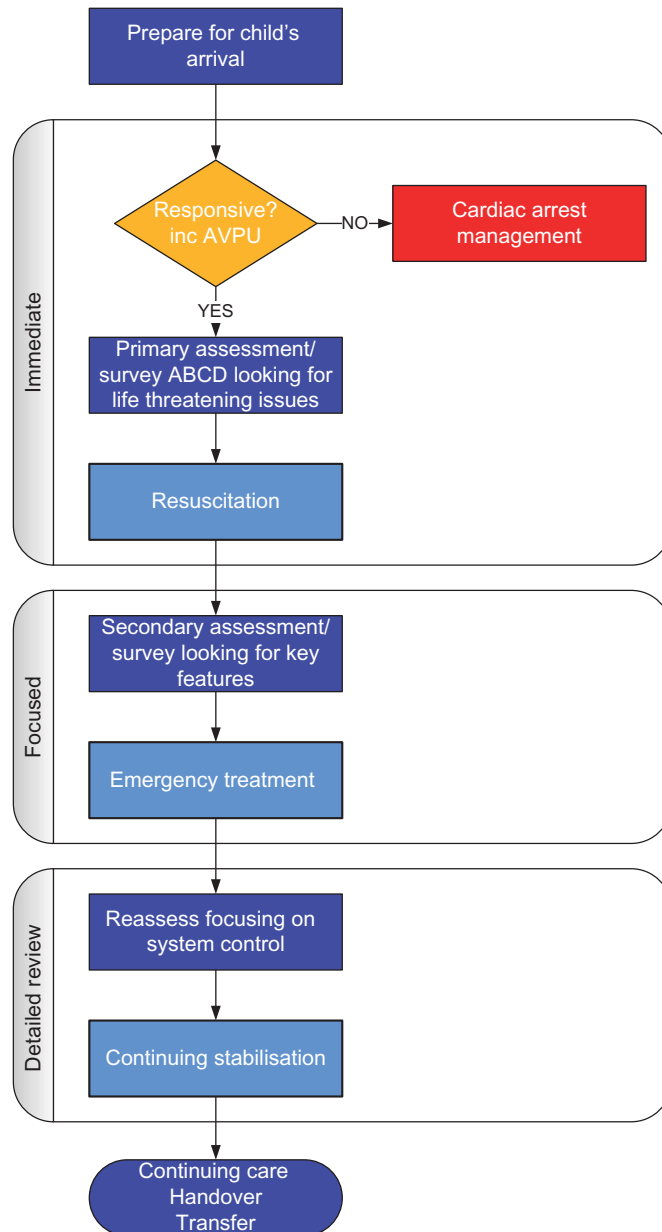 Prepare for child's
arrival
Immediate
Responsive?
inc AVPU
NO
Cardiac arrest
management
YES
Primary assessment/
survey ABCD looking for
life threatening issues
Resuscitation
Focused
Secondary assessment/
survey looking for key
features
Emergency treatment
Detailed review
Reassess focusing on
system control
Continuing stabilisation
Continuing care
Handover
Transfer